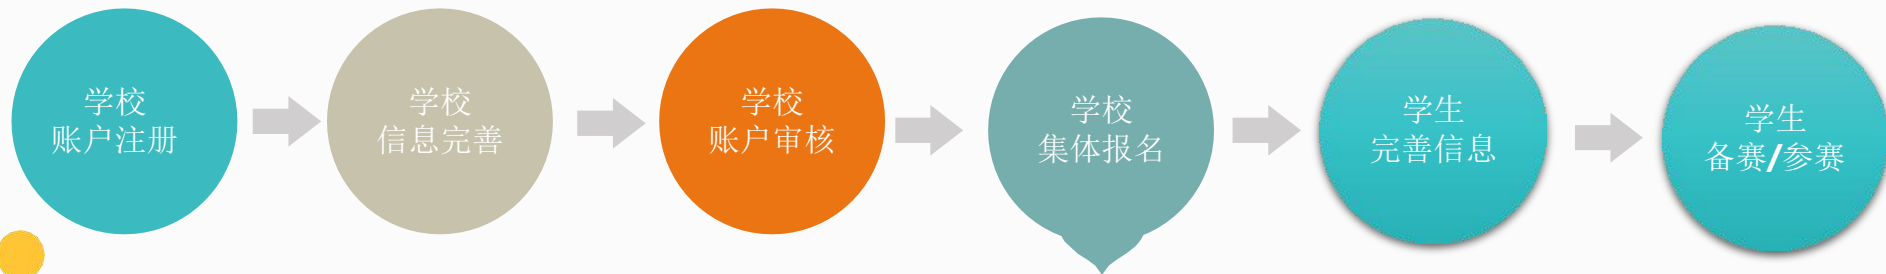 学校
账户注册
学校
信息完善
学校
账户审核
学校
集体报名
学生
完善信息
学生
备赛/参赛